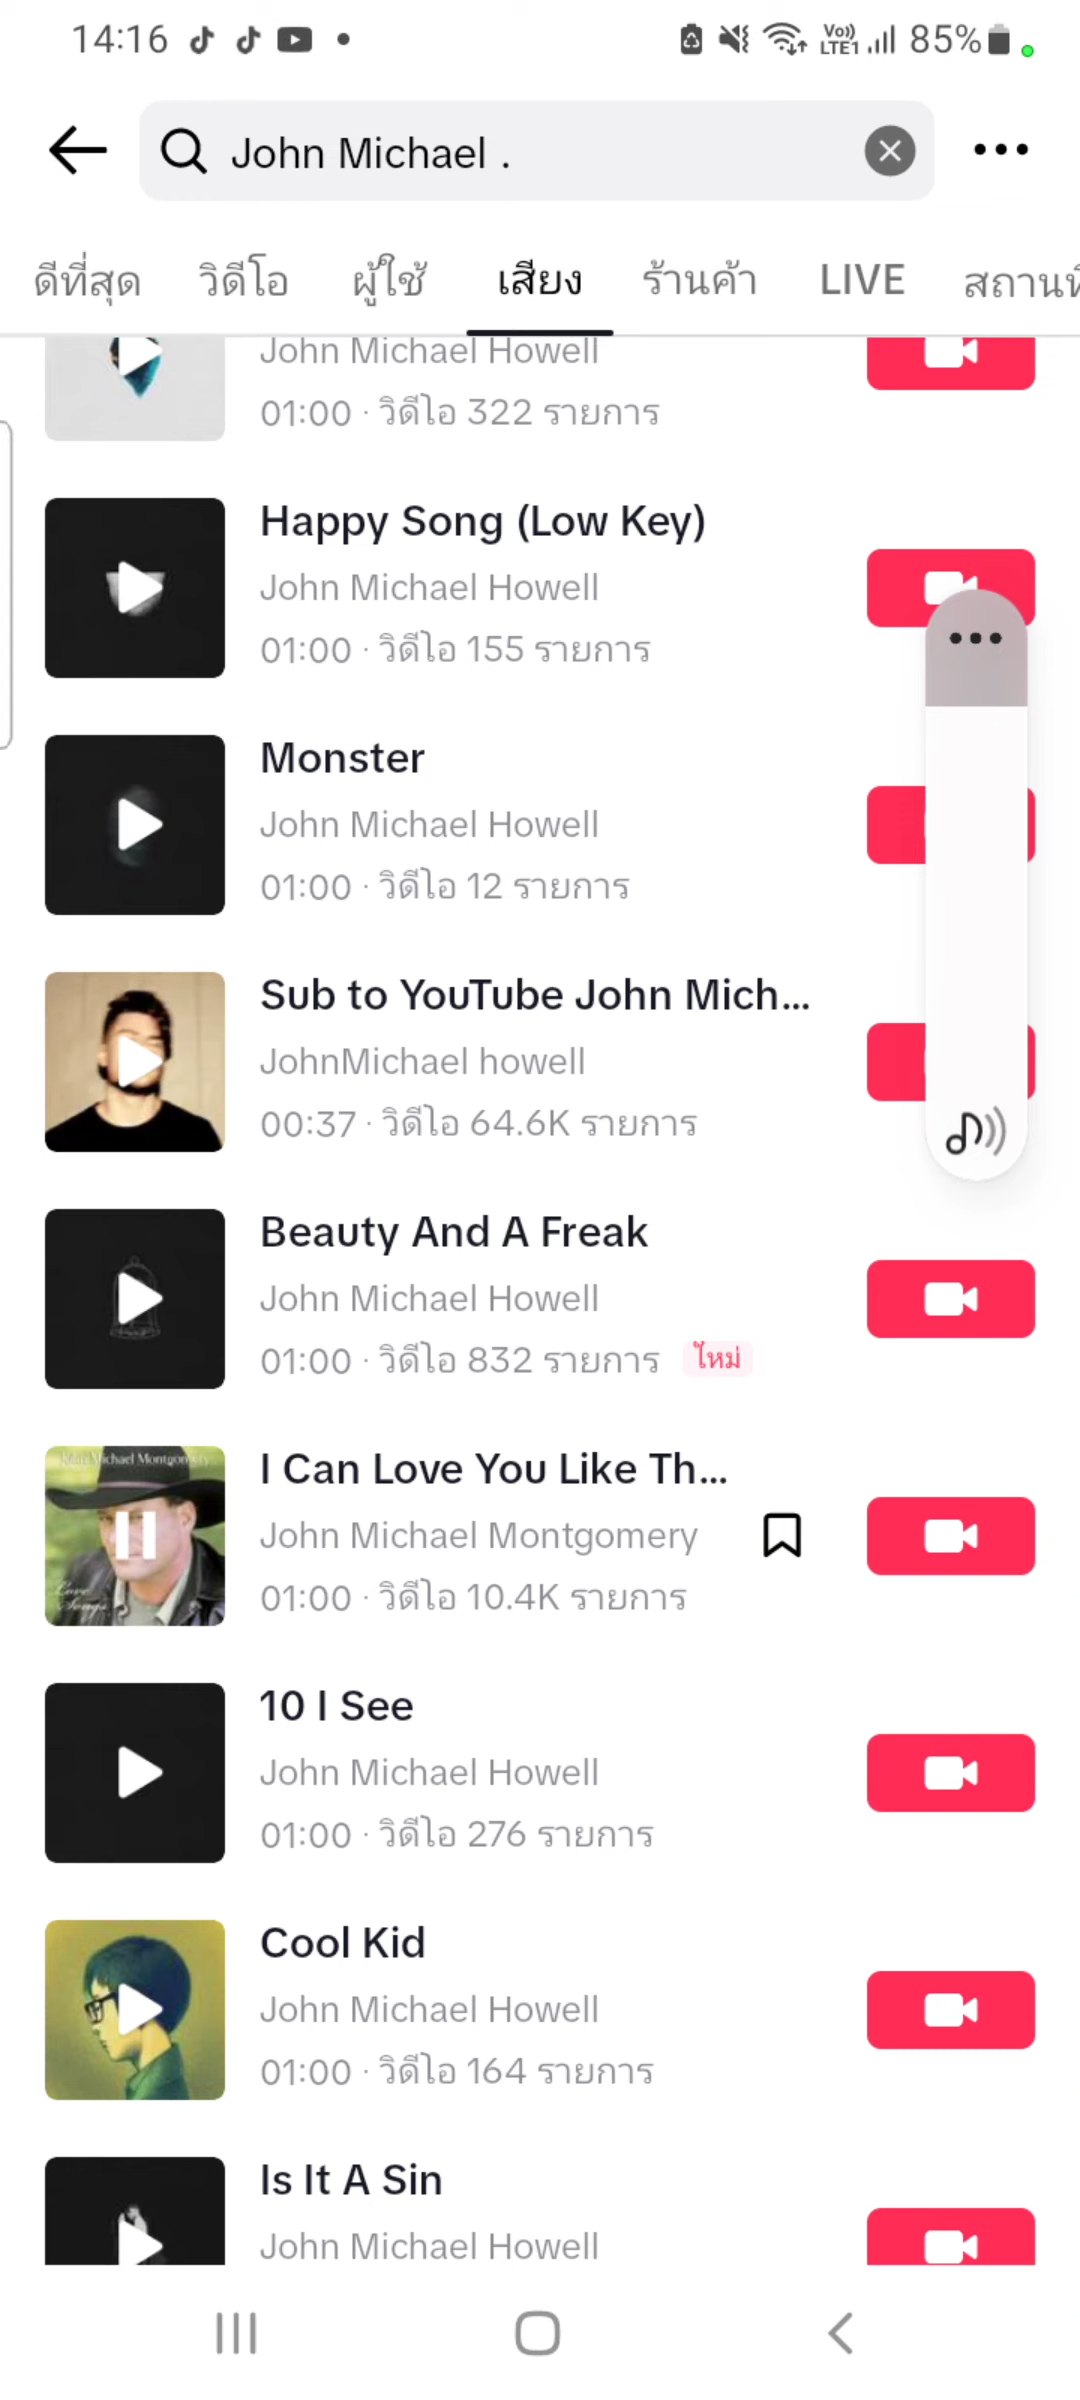 14:16
Vo)) LTE1 85%
John Michael .
ดีที่สุด วิดีโอ ผู้ใช้ เสียง ร้านค้า LIVE
John Michael Howell
01:00 · วิดีโอ 322 รายการ
Happy Song (Low Key)
John Michael Howell
01:00 · วิดีโอ 155 รายการ
Monster
John Michael Howell
01:00 · วิดีโอ 12 รายการ
Sub to YouTube John Mich...
JohnMichael howell
00:37 · วิดีโอ 64.6K รายการ
Beauty And A Freak
John Michael Howell
01:00 · วิดีโอ 832 รายการ ใหม่
I Can Love You Like Th...
John Michael Montgomery
01:00 · วิดีโอ 10.4K รายการ
10 I See
John Michael Howell
01:00 · วิดีโอ 276 รายการ
Cool Kid
John Michael Howell
01:00 · วิดีโอ 164 รายการ
Is It A Sin
John Michael Howell